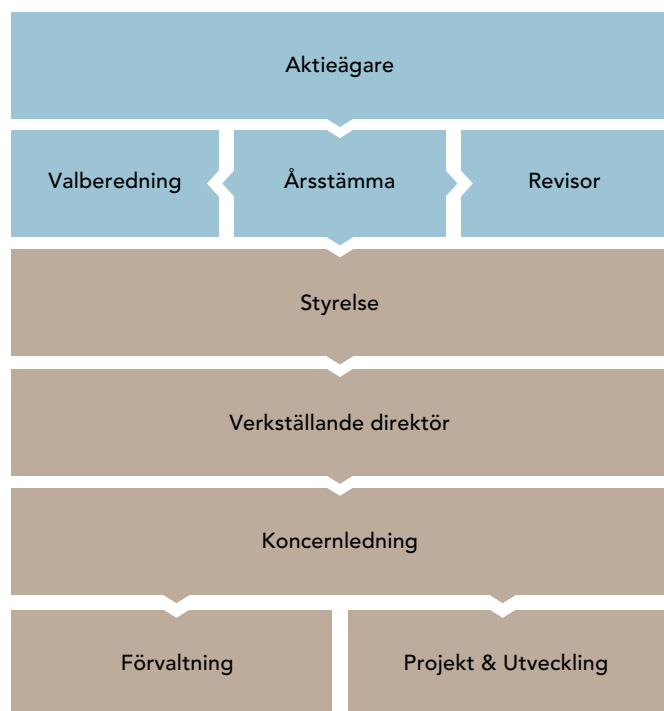 Aktieägare
Valberedning
Årsstämma
Revisor
Styrelse
Verkställande direktör
Koncernledning
Förvaltning
Projekt & Utveckling